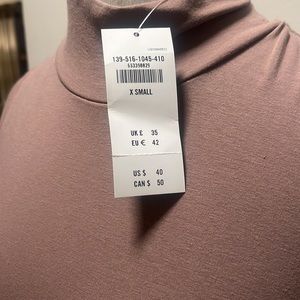 139-516-1045-410
X SMALL
UK £ 35
EU € 42
US $ 40
CAN $ 50